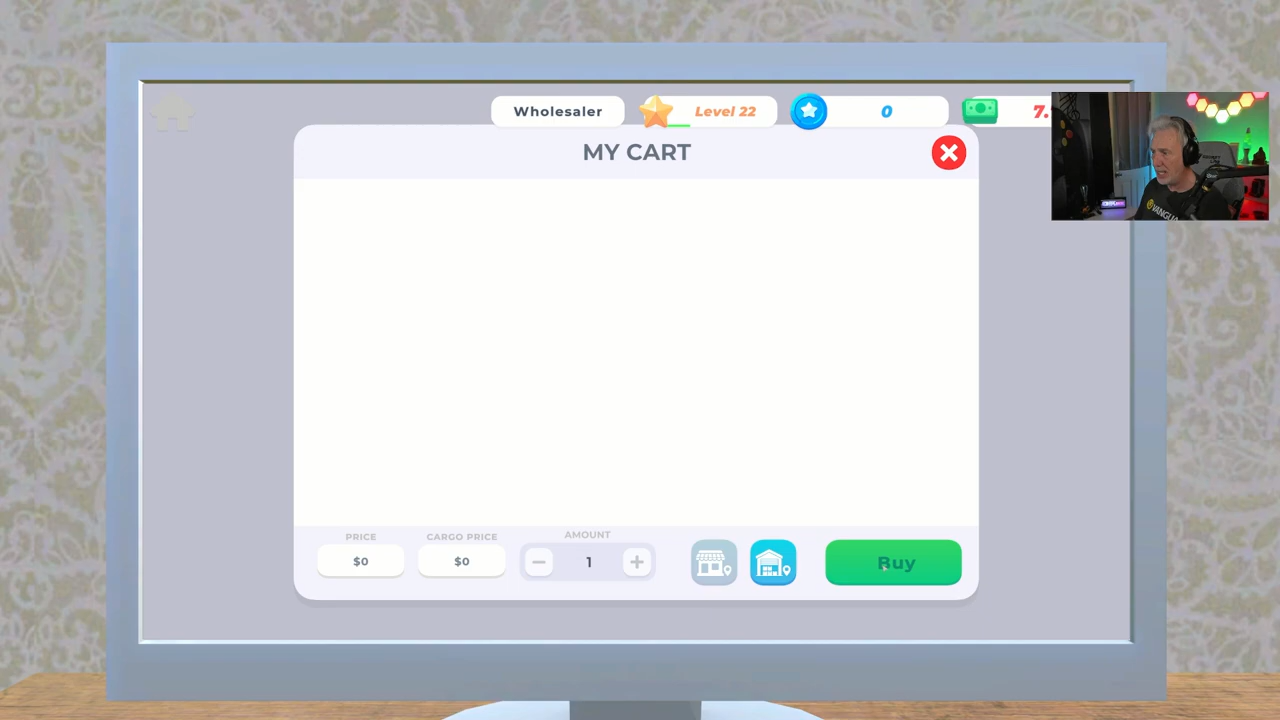 Wholesaler
Level 22
0
7.
MY CART
PRICE
CARGO PRICE
AMOUNT
$0
$0
1
Buy